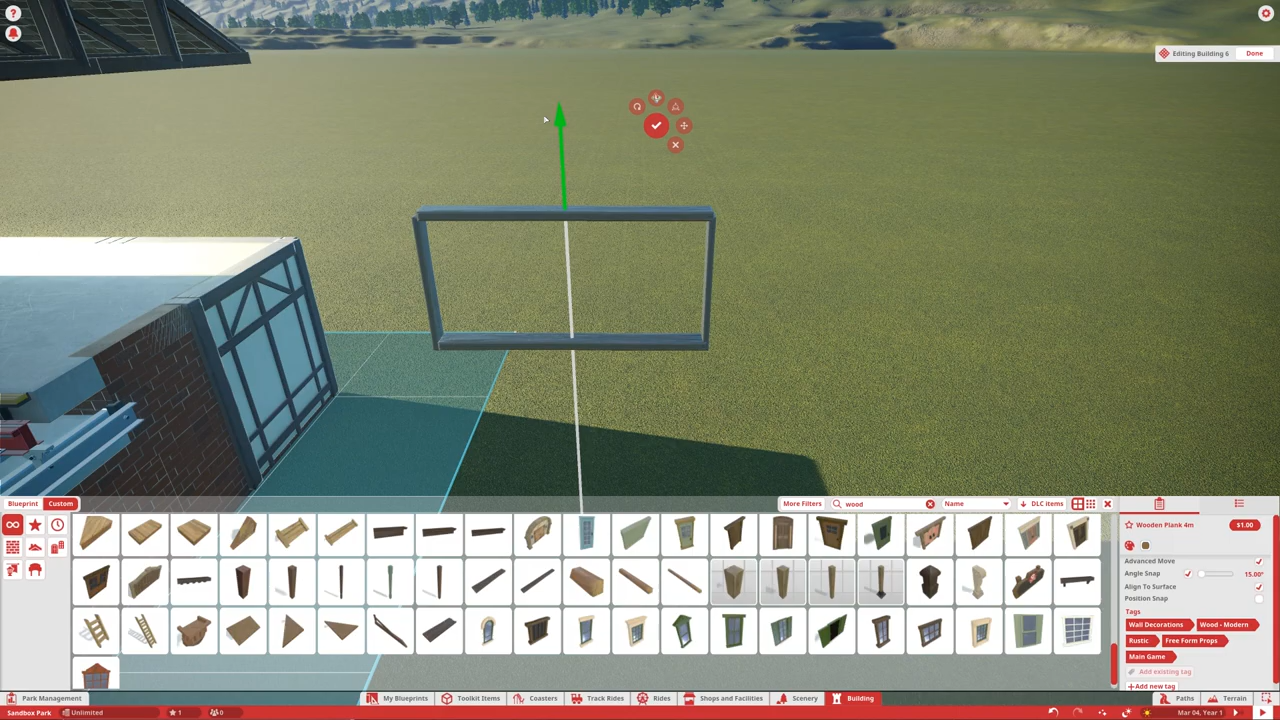 ?
Editing Building 6
Done
Blueprint
Custom
More Filters
wood
Name
DLC items
Wooden Plank 4m
$1.00
Advanced Move
Angle Snap
15.00°
Align To Surface
Position Snap
Tags
Wall Decorations
Wood - Modern
Rustic
Free Form Props
Main Game
Add existing tag
+Add new tag
Park Management
My Blueprints
Toolkit Items
Coasters
Track Rides
Rides
Shops and Facilities
Scenery
Building
Paths
Terrain
Sandbox Park
Unlimited
1
0
Mar 04, Year 1